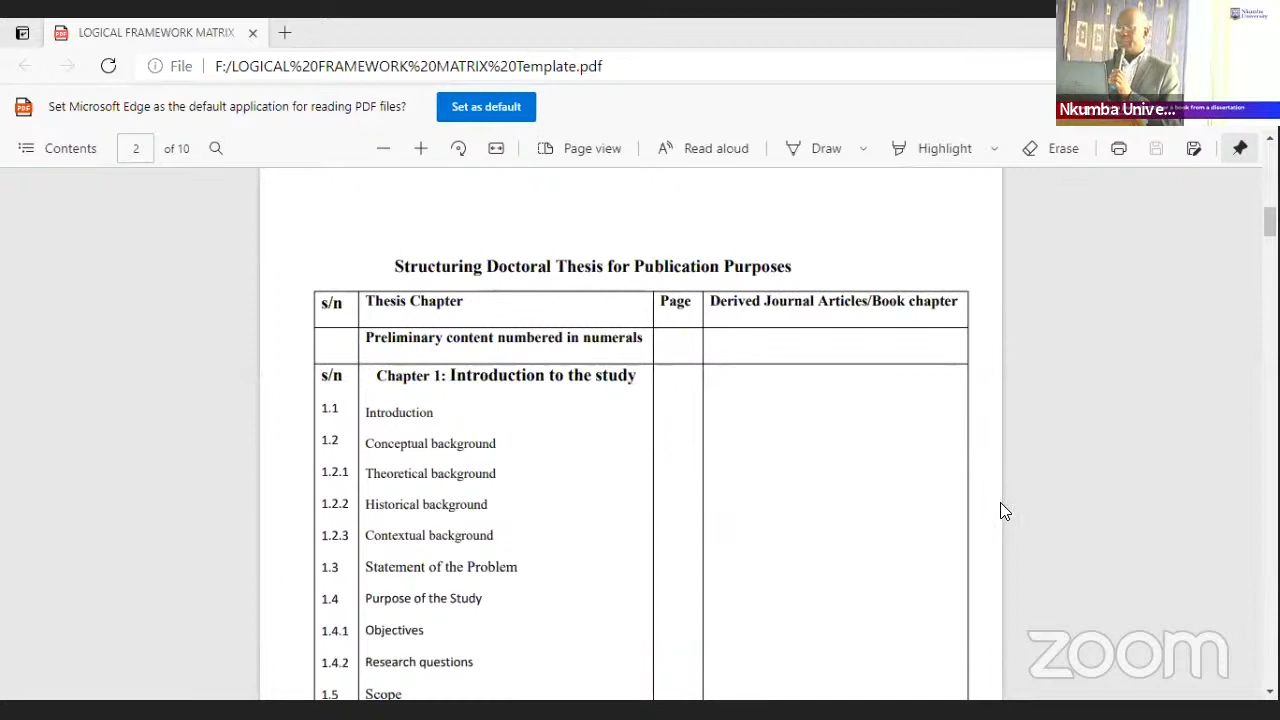 LOGICAL FRAMEWORK MATRIX
File F:/LOGICAL%20FRAMEWORK%20MATRIX%20Template.pdf
Nkumba
University
Nkumba Unive...
a book from a dissertation
Set Microsoft Edge as the default application for reading PDF files? Set as default
Contents 2 of 10 Page view Read aloud Draw Highlight Erase
Structuring Doctoral Thesis for Publication Purposes
s/n Thesis Chapter Page Derived Journal Articles/Book chapter
Preliminary content numbered in numerals
s/n Chapter 1: Introduction to the study
1.1 Introduction
1.2 Conceptual background
1.2.1 Theoretical background
1.2.2 Historical background
1.2.3 Contextual background
1.3 Statement of the Problem
1.4 Purpose of the Study
1.4.1 Objectives
1.4.2 Research questions
1.5 Scope
zoom